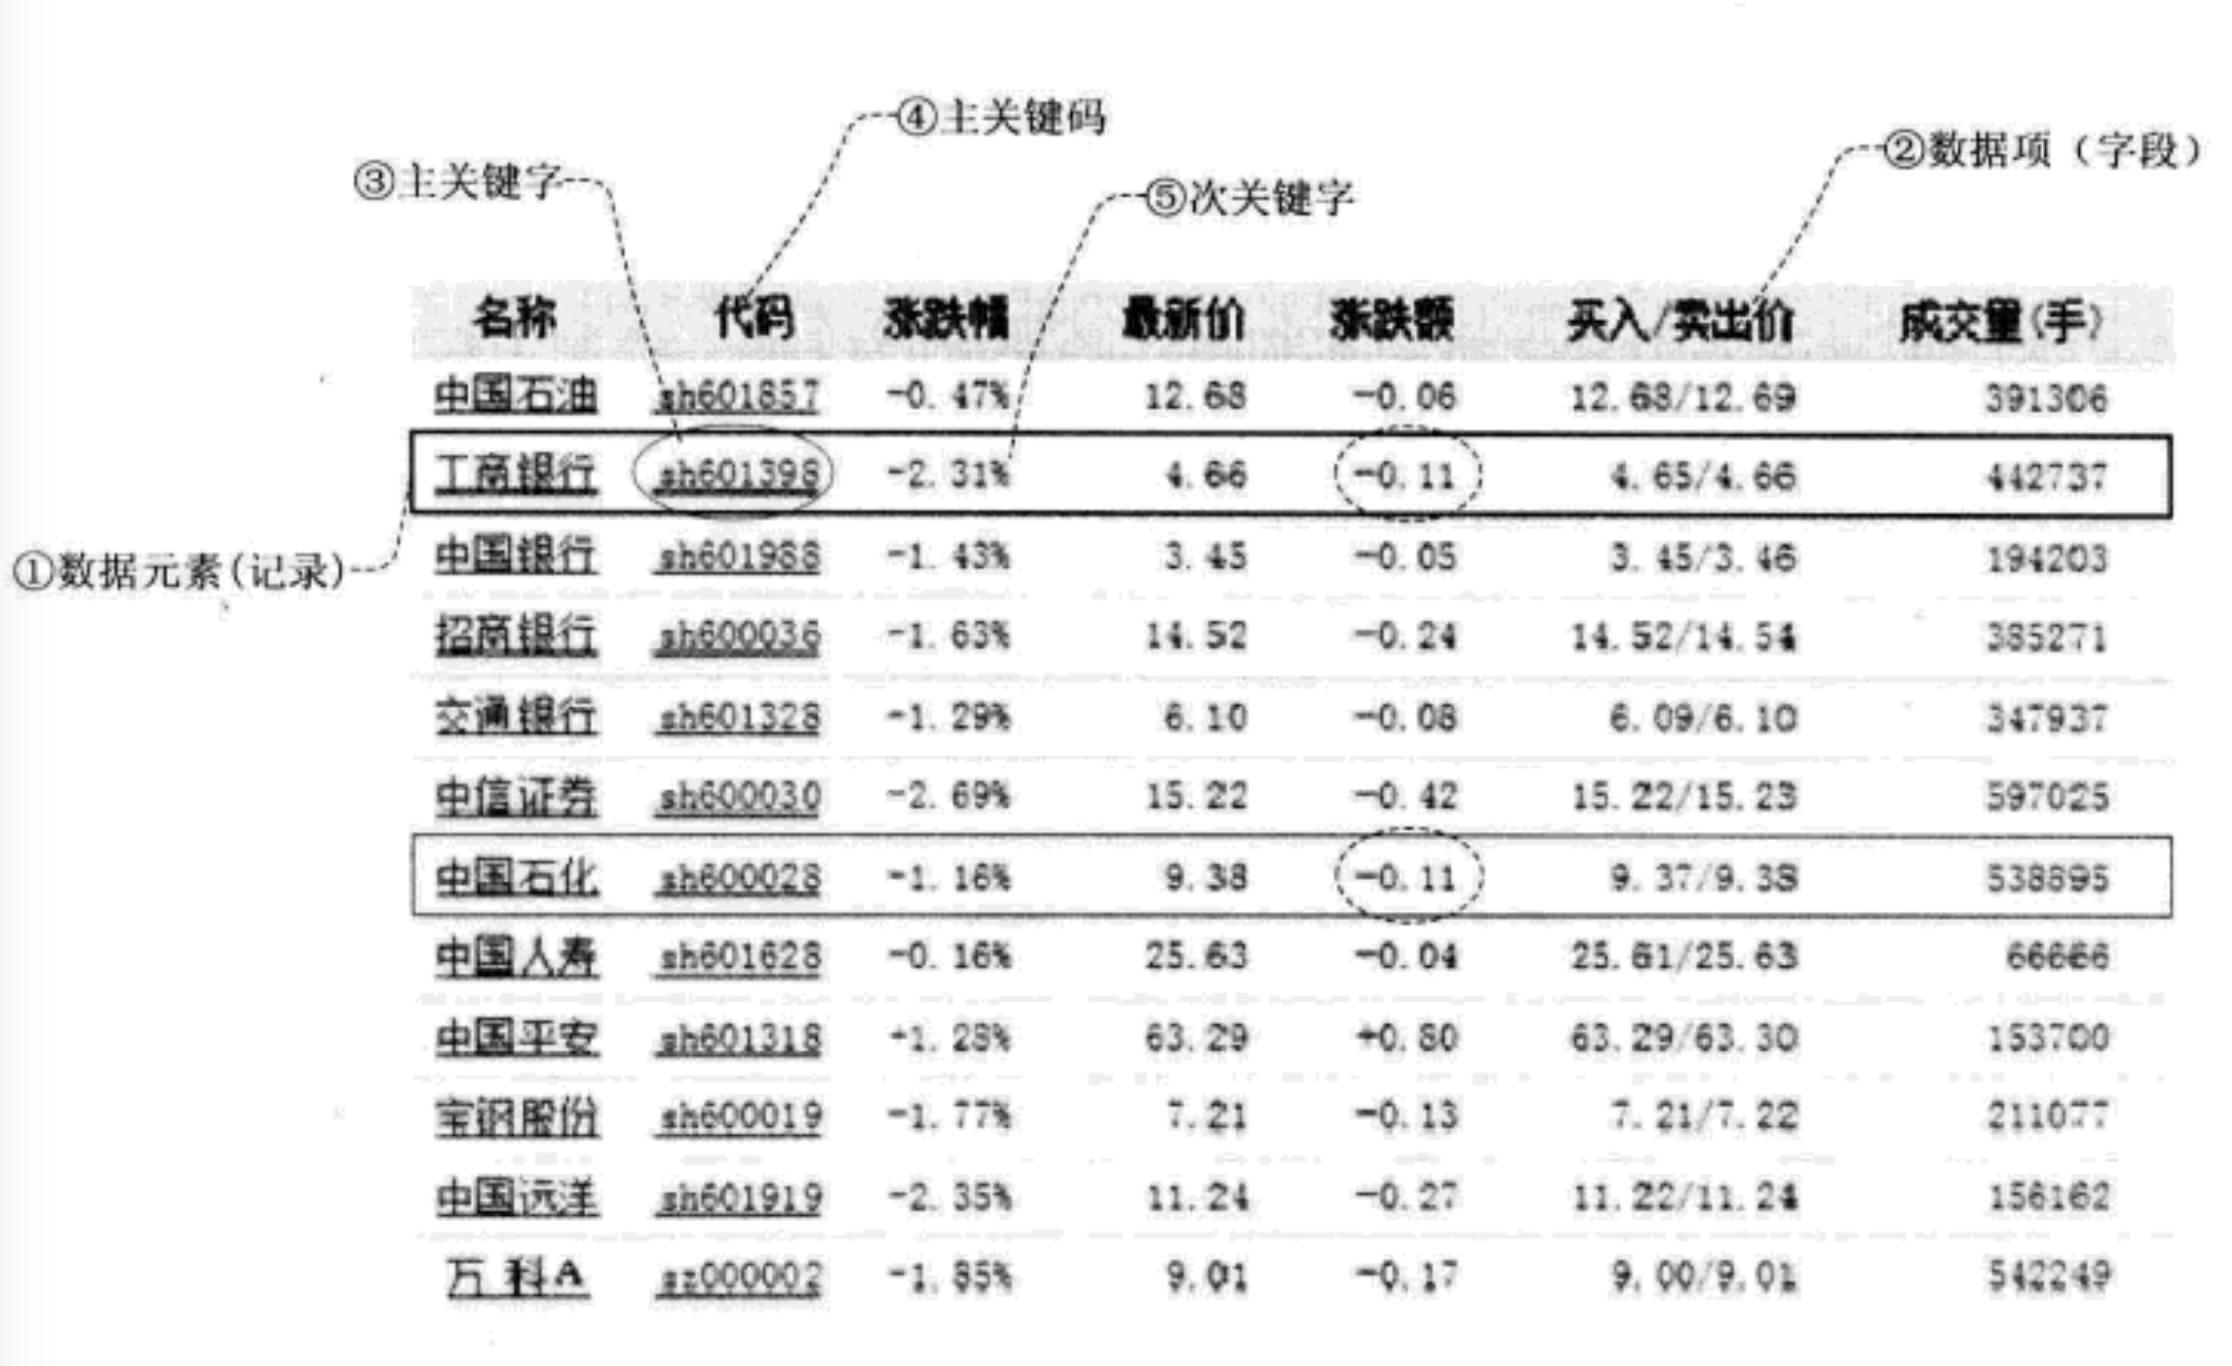 ④主关键码
②数据项（字段）
③主关键字
⑤次关键字
名称 代码 涨跌幅 最新价 涨跌额 买入/卖出价 成交量(手)
中国石油 sh601857 -0.47% 12.68 -0.06 12.68/12.69 391306
工商银行 sh601398 -2.31% 4.66 -0.11 4.65/4.66 442737
①数据元素(记录)
中国银行 sh601988 -1.43% 3.45 -0.05 3.45/3.46 194203
招商银行 sh600036 -1.63% 14.52 -0.24 14.52/14.54 385271
交通银行 sh601328 -1.29% 6.10 -0.08 6.09/6.10 347937
中信证券 sh600030 -2.69% 15.22 -0.42 15.22/15.23 597025
中国石化 sh600028 -1.16% 9.38 -0.11 9.37/9.38 538895
中国人寿 sh601628 -0.16% 25.63 -0.04 25.61/25.63 66666
中国平安 sh601318 +1.28% 63.29 +0.80 63.29/63.30 153700
宝钢股份 sh600019 -1.77% 7.21 -0.13 7.21/7.22 211077
中国远洋 sh601919 -2.35% 11.24 -0.27 11.22/11.24 156162
万 科A sz000002 -1.85% 9.01 -0.17 9.00/9.01 542249